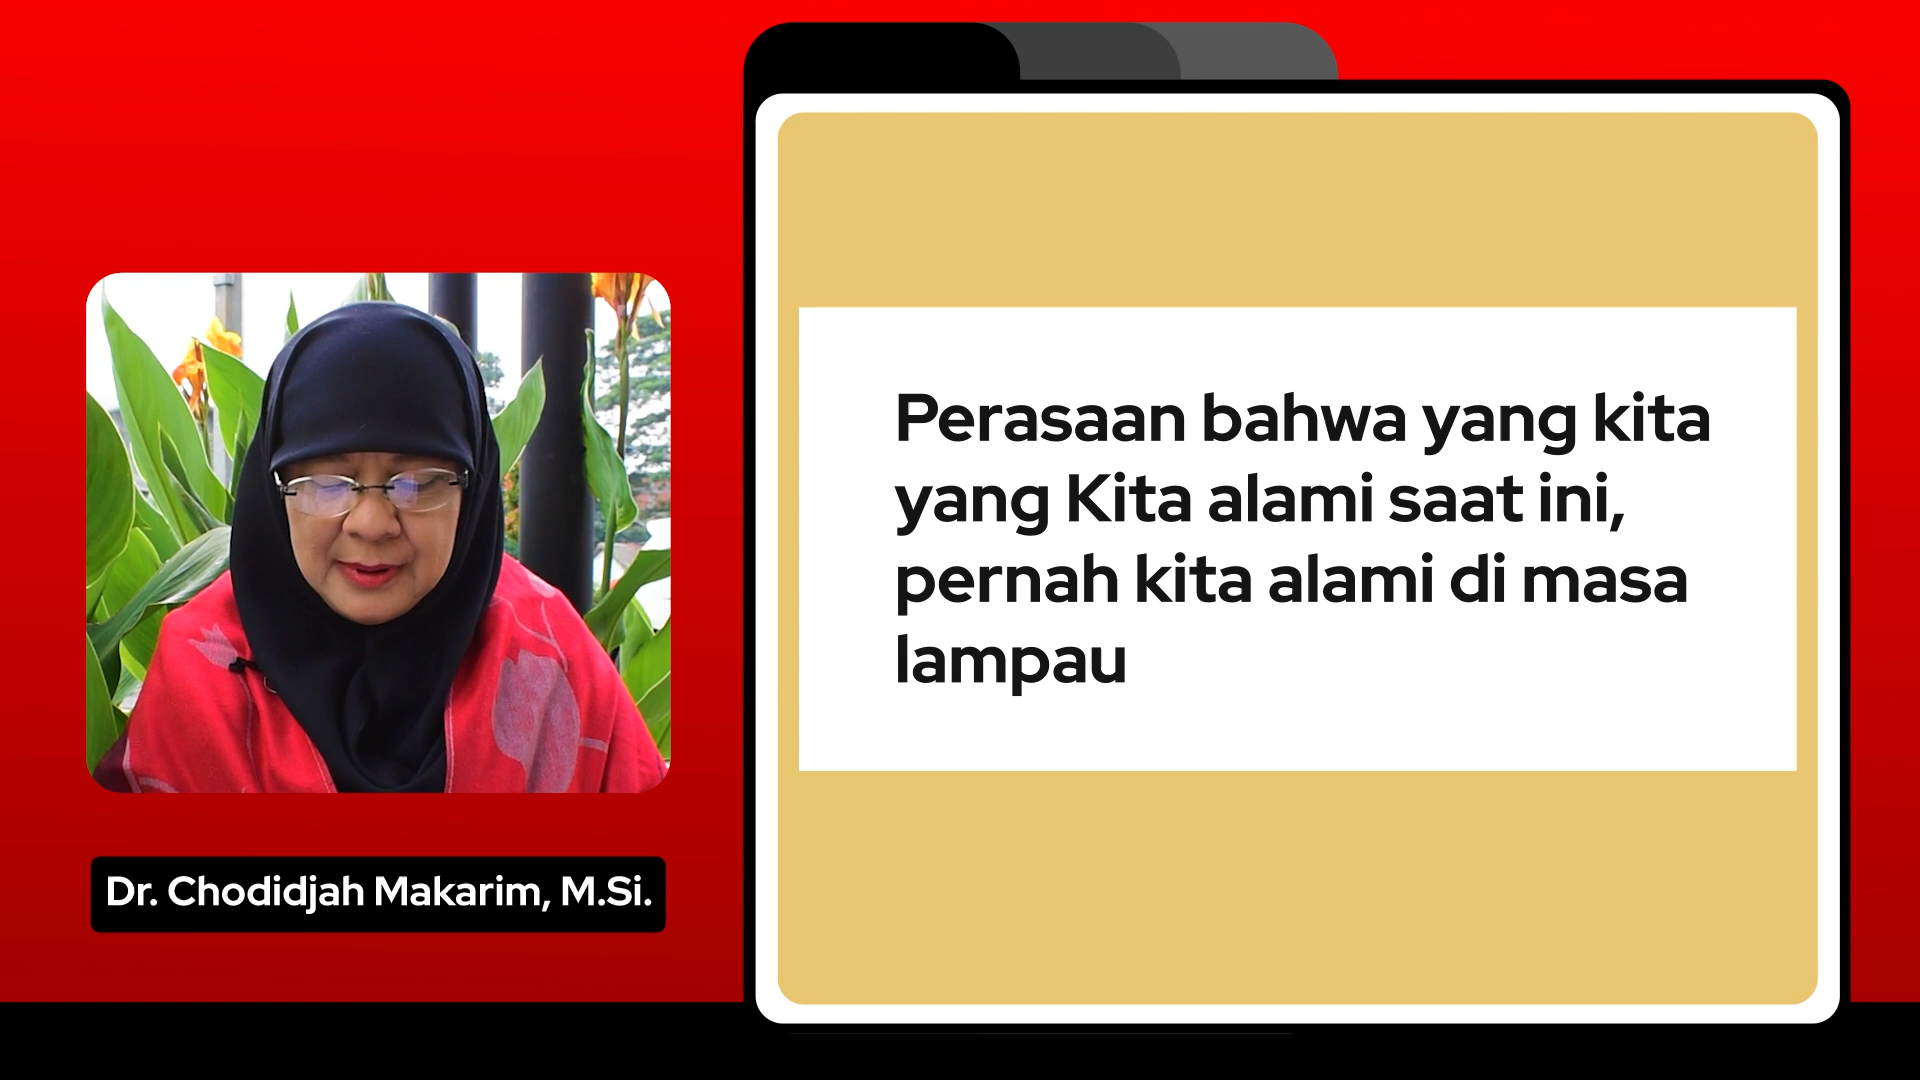 Perasaan bahwa yang kita
yang Kita alami saat ini,
pernah kita alami di masa
lampau
Dr. Chodidjah Makarim, M.Si.